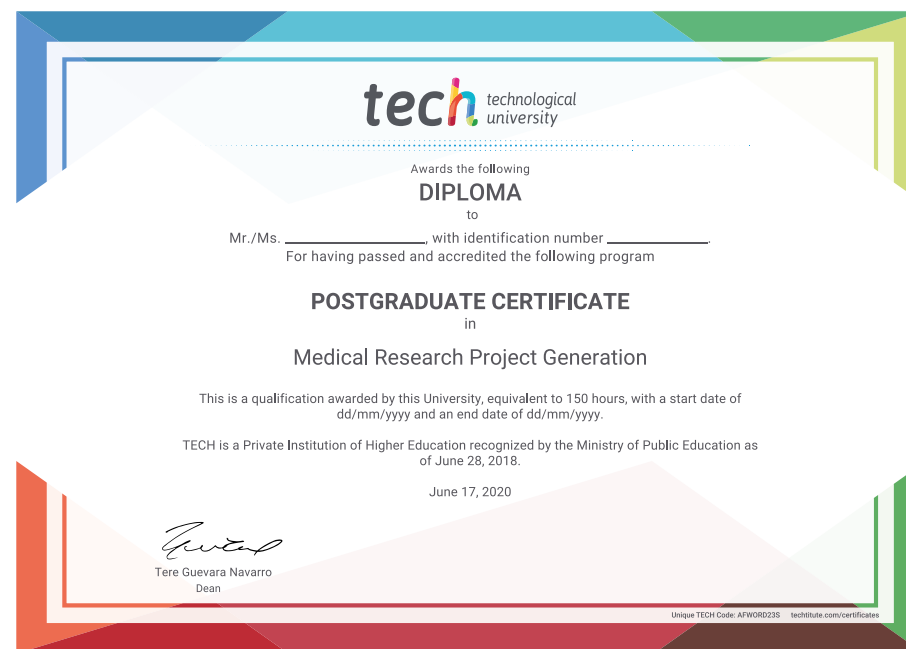 tech technological
university
Awards the following
DIPLOMA
to
Mr./Ms. ____________________, with identification number ______________.
For having passed and accredited the following program
POSTGRADUATE CERTIFICATE
in
Medical Research Project Generation
This is a qualification awarded by this University, equivalent to 150 hours, with a start date of
dd/mm/yyyy and an end date of dd/mm/yyyy.
TECH is a Private Institution of Higher Education recognized by the Ministry of Public Education as
of June 28, 2018.
June 17, 2020
Tere Guevara Navarro
Dean
Unique TECH Code: AFWORD23S techtitute.com/certificates